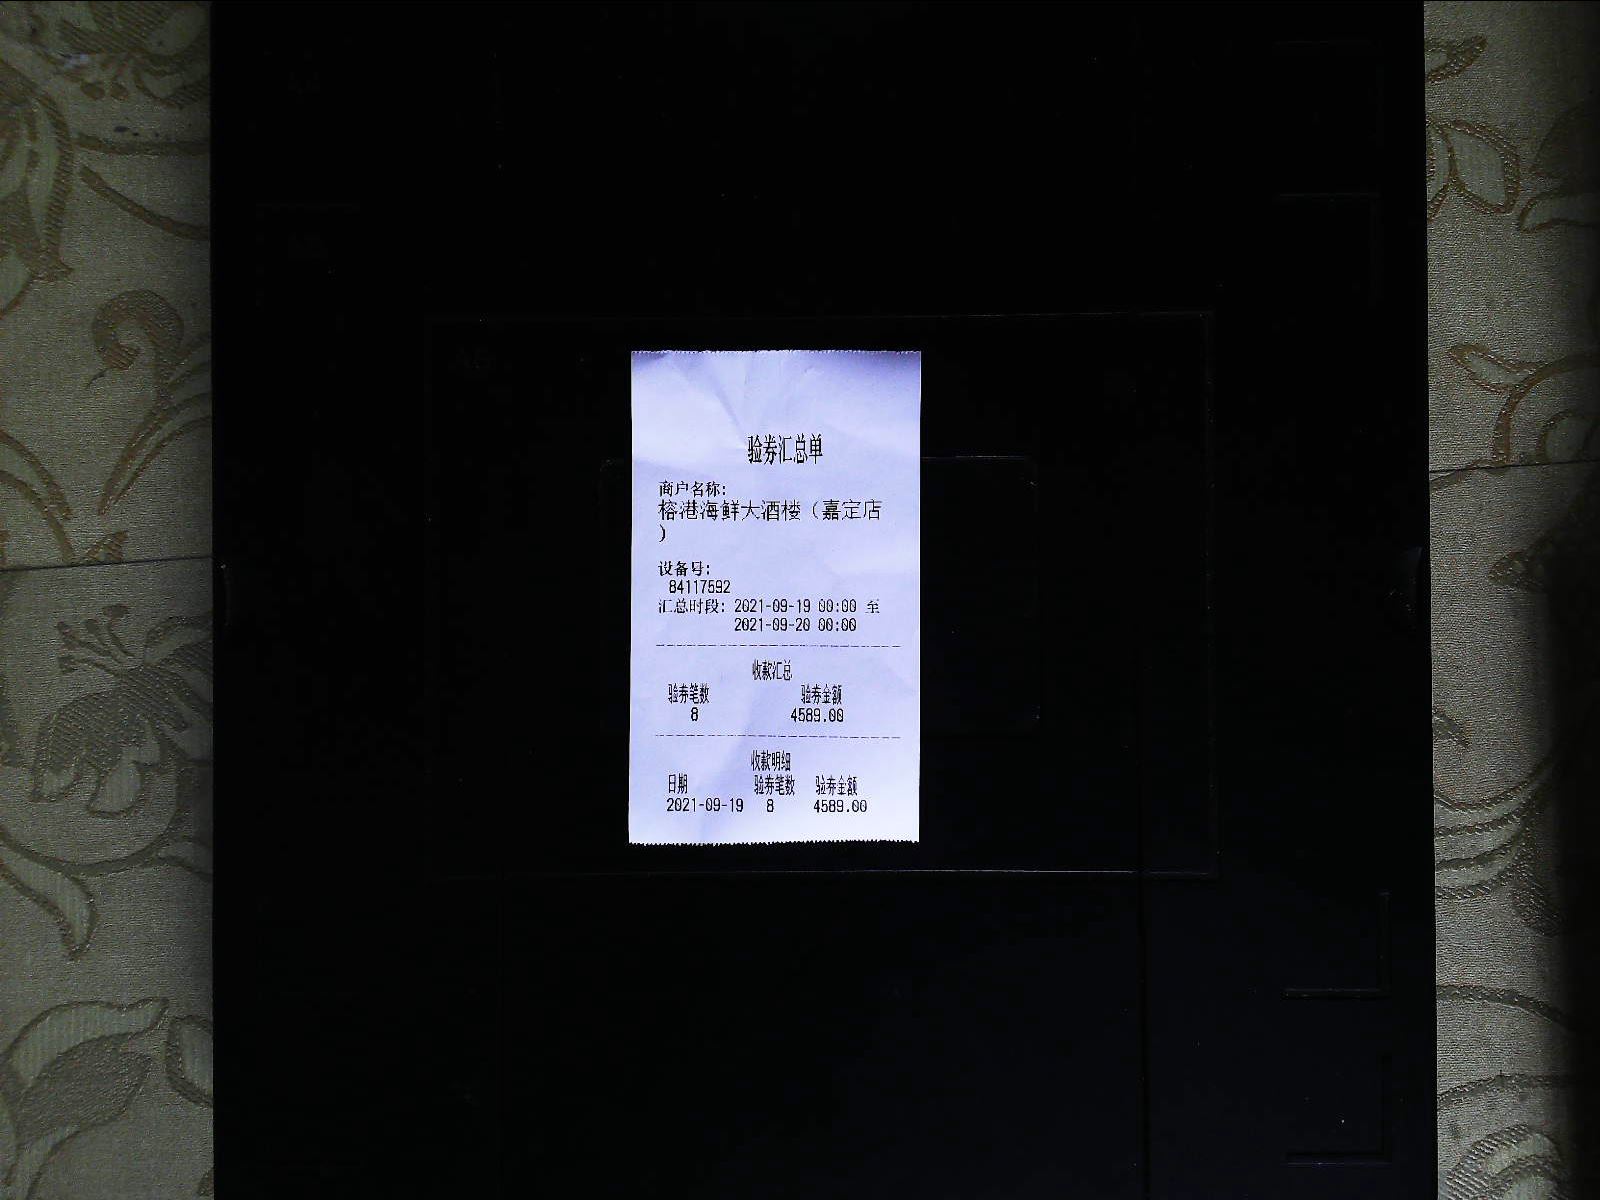 验券汇总单
商户名称:
榕港海鲜大酒楼（嘉定店
）
设备号:
84117592
汇总时段: 2021-09-19 00:00 至
2021-09-20 00:00
收款汇总
验券笔数 验券金额
8 4589.00
收款明细
日期 验券笔数 验券金额
2021-09-19 8 4589.00